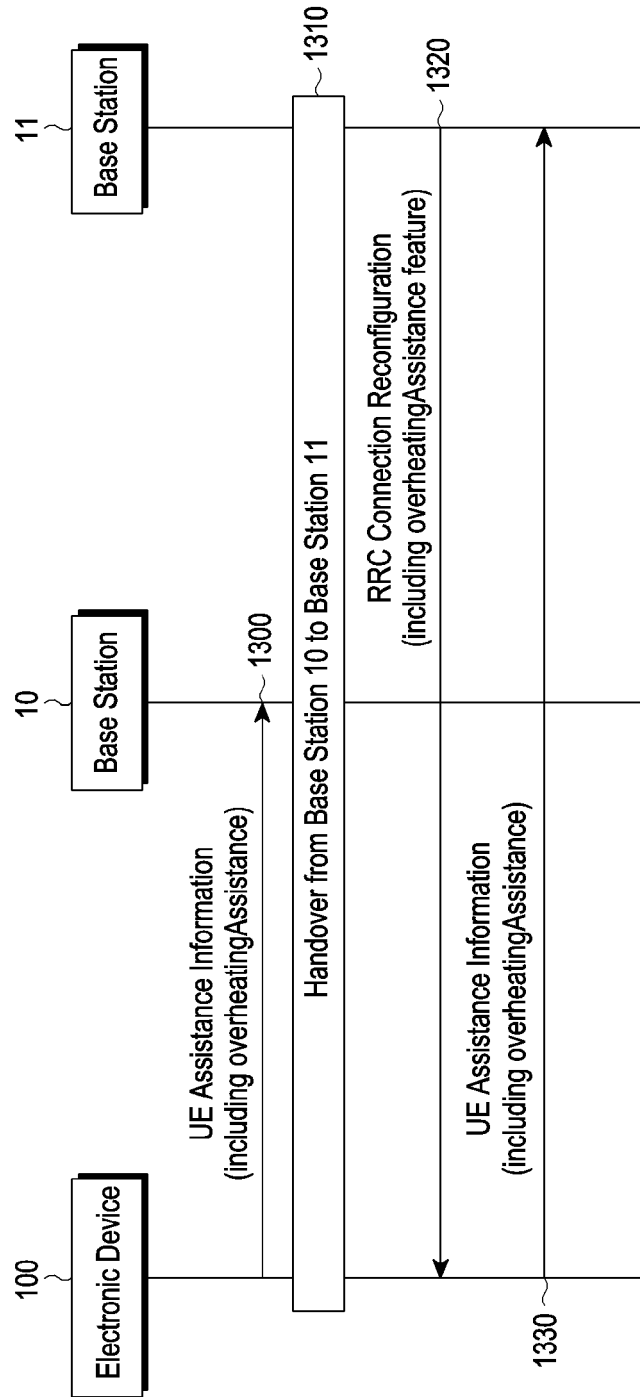 100
Electronic Device
10
Base Station
11
Base Station
UE Assistance Information
(including overheatingAssistance)
1300
Handover from Base Station 10 to Base Station 11
1310
RRC Connection Reconfiguration
(including overheatingAssistance feature)
1320
UE Assistance Information
(including overheatingAssistance)
1330